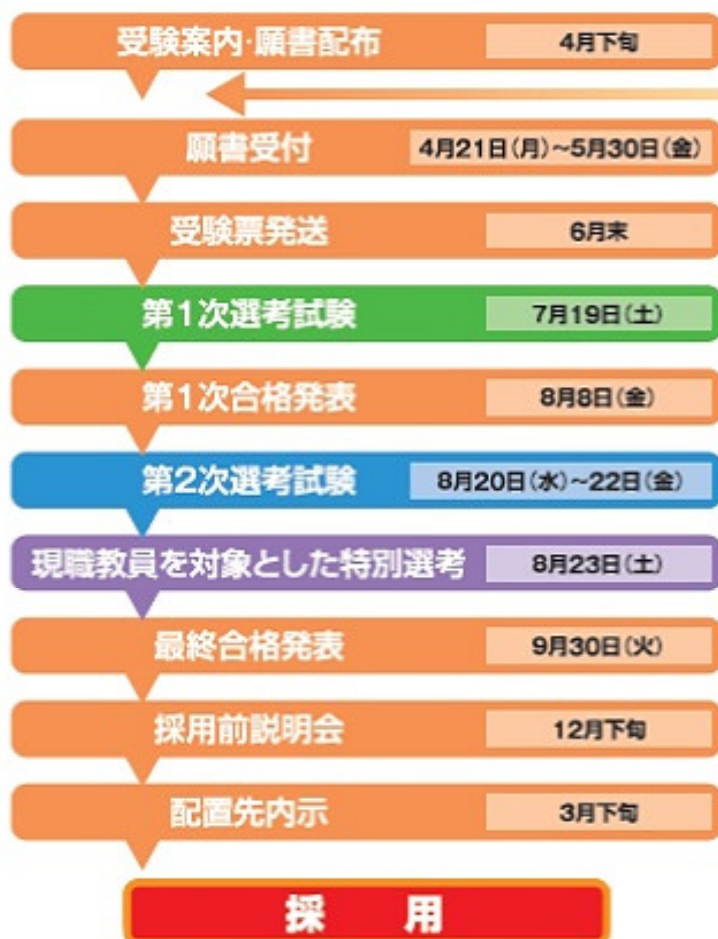 受験案内・願書配布 4月下旬
願書受付 4月21日(月)~5月30日(金)
受験票発送 6月末
第1次選考試験 7月19日(土)
第1次合格発表 8月8日(金)
第2次選考試験 8月20日(水)~22日(金)
現職教員を対象とした特別選考 8月23日(土)
最終合格発表 9月30日(火)
採用前説明会 12月下旬
配置先内示 3月下旬
採 用